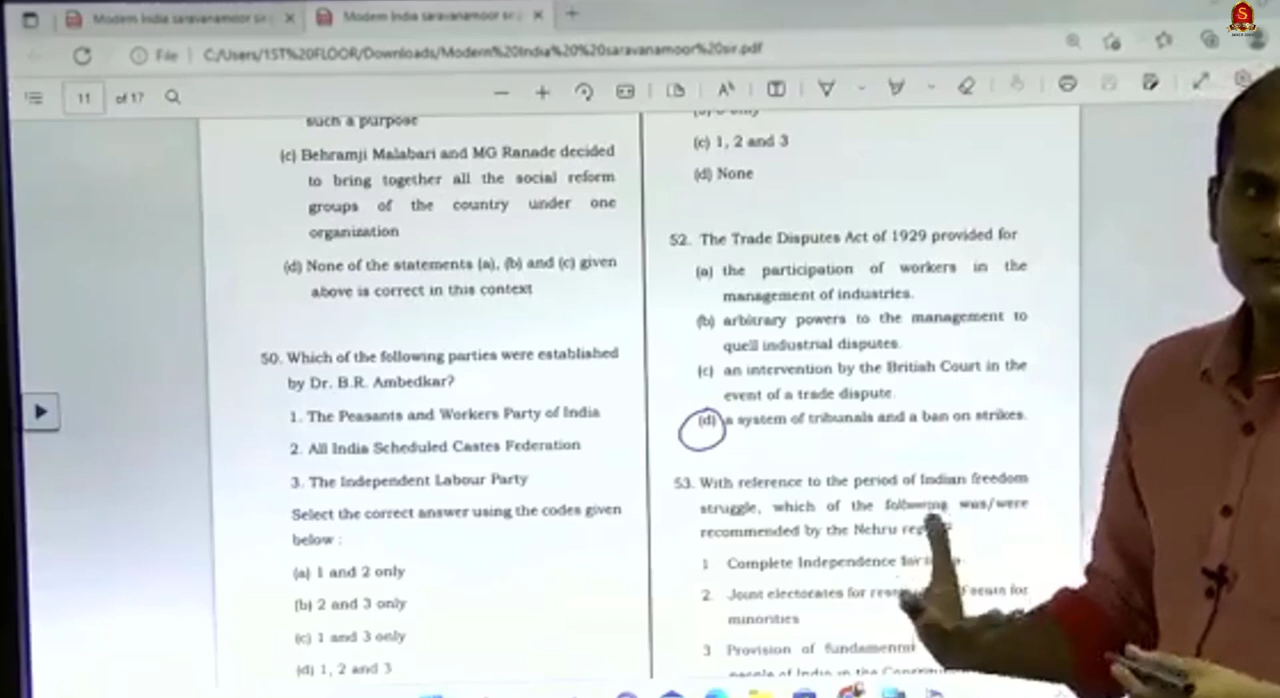 Modern India saravanamoor sir
Modern India saravanamoor sir
File
C:/Users/1ST%20FLOOR/Downloads/Modern%20India%20%20saravanamoor%20sir.pdf
11 of 17
such a purpose
(c) Behramji Malabari and MG Ranade decided
to bring together all the social reform
groups of the country under one
organization
(d) None of the statements (a), (b) and (c) given
above is correct in this context
50. Which of the following parties were established
by Dr. B.R. Ambedkar?
1. The Peasants and Workers Party of India
2. All India Scheduled Castes Federation
3. The Independent Labour Party
Select the correct answer using the codes given
below :
(a) 1 and 2 only
(b) 2 and 3 only
(c) 1 and 3 only
(d) 1, 2 and 3
(c) 1, 2 and 3
(d) None
52. The Trade Disputes Act of 1929 provided for
(a) the participation of workers in the
management of industries.
(b) arbitrary powers to the management to
quell industrial disputes.
(c) an intervention by the British Court in the
event of a trade dispute.
(d) a system of tribunals and a ban on strikes.
53. With reference to the period of Indian freedom
struggle, which of the following was/were
recommended by the Nehru
1 Complete Independence
2. Joint electorates for for
minorities
3 Provision of fundamental
people of India in the
S